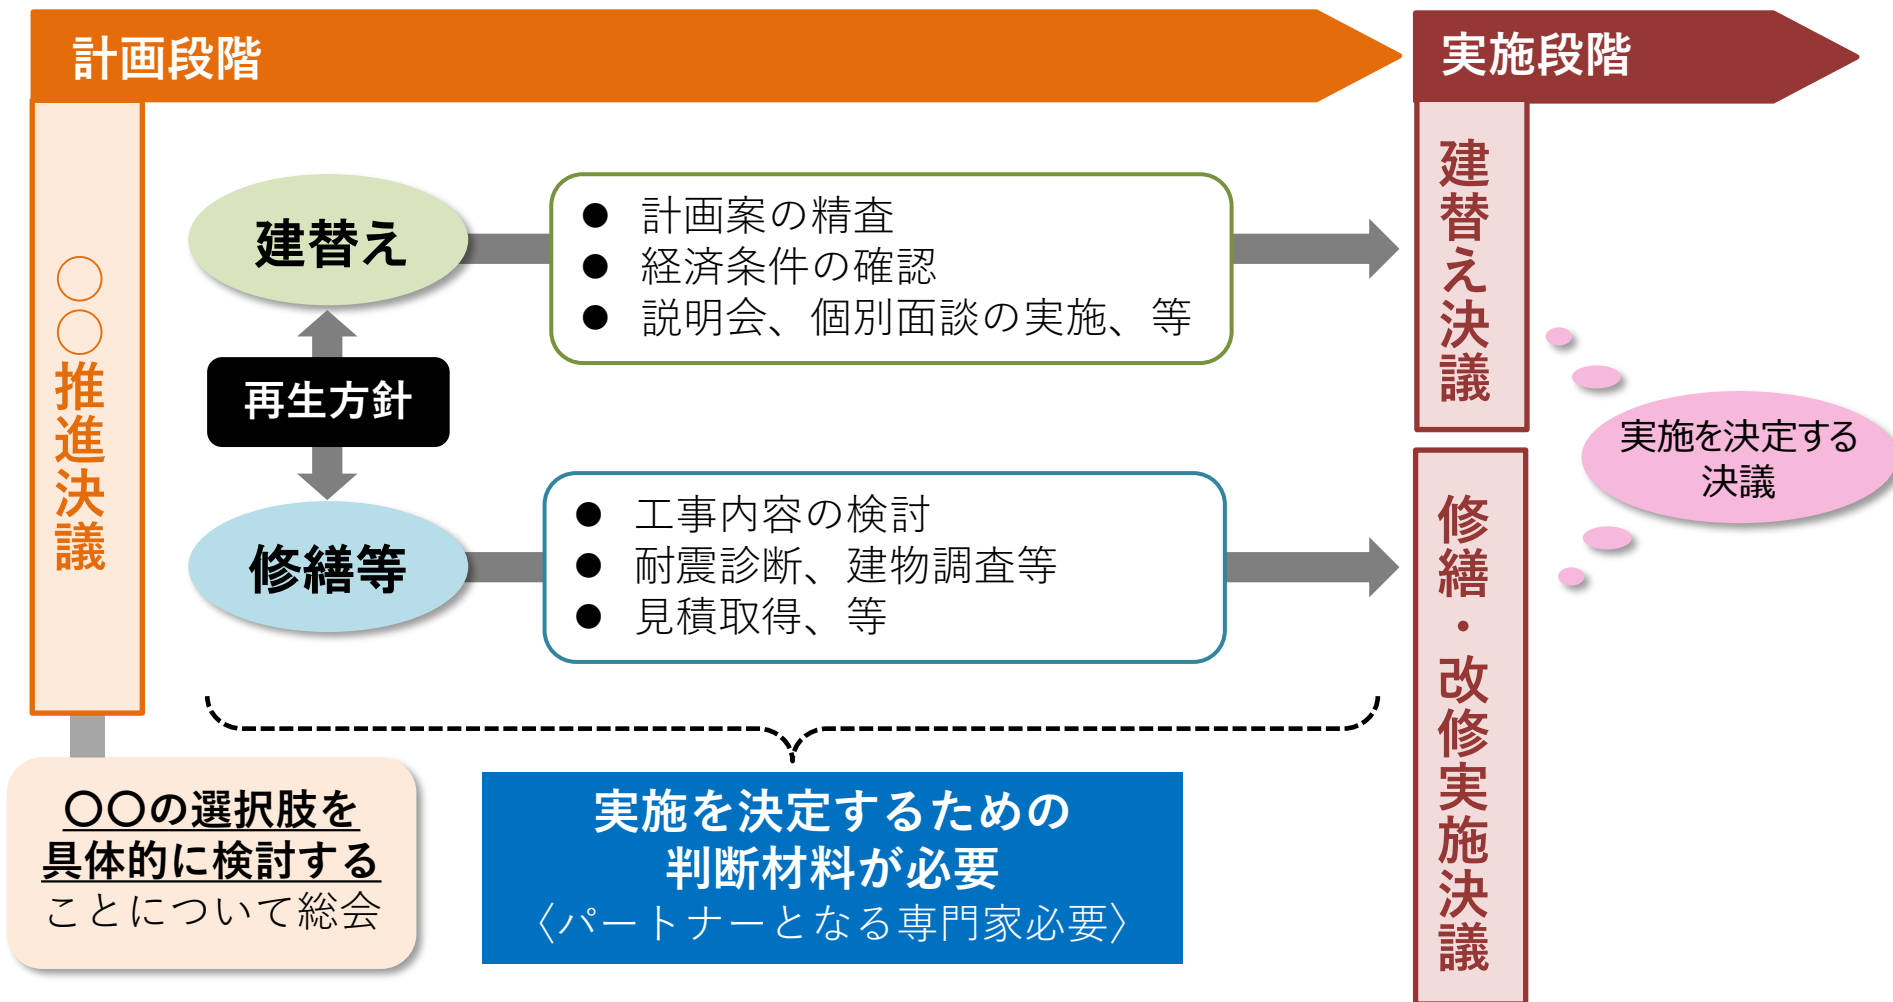 計画段階
実施段階
〇〇推進決議
建替え
● 計画案の精査
● 経済条件の確認
● 説明会、個別面談の実施、等
再生方針
修繕等
● 工事内容の検討
● 耐震診断、建物調査等
● 見積取得、等
建替え決議
修繕・改修実施決議
実施を決定する
決議
〇〇の選択肢を
具体的に検討する
ことについて総会
実施を決定するための
判断材料が必要
〈パートナーとなる専門家必要〉